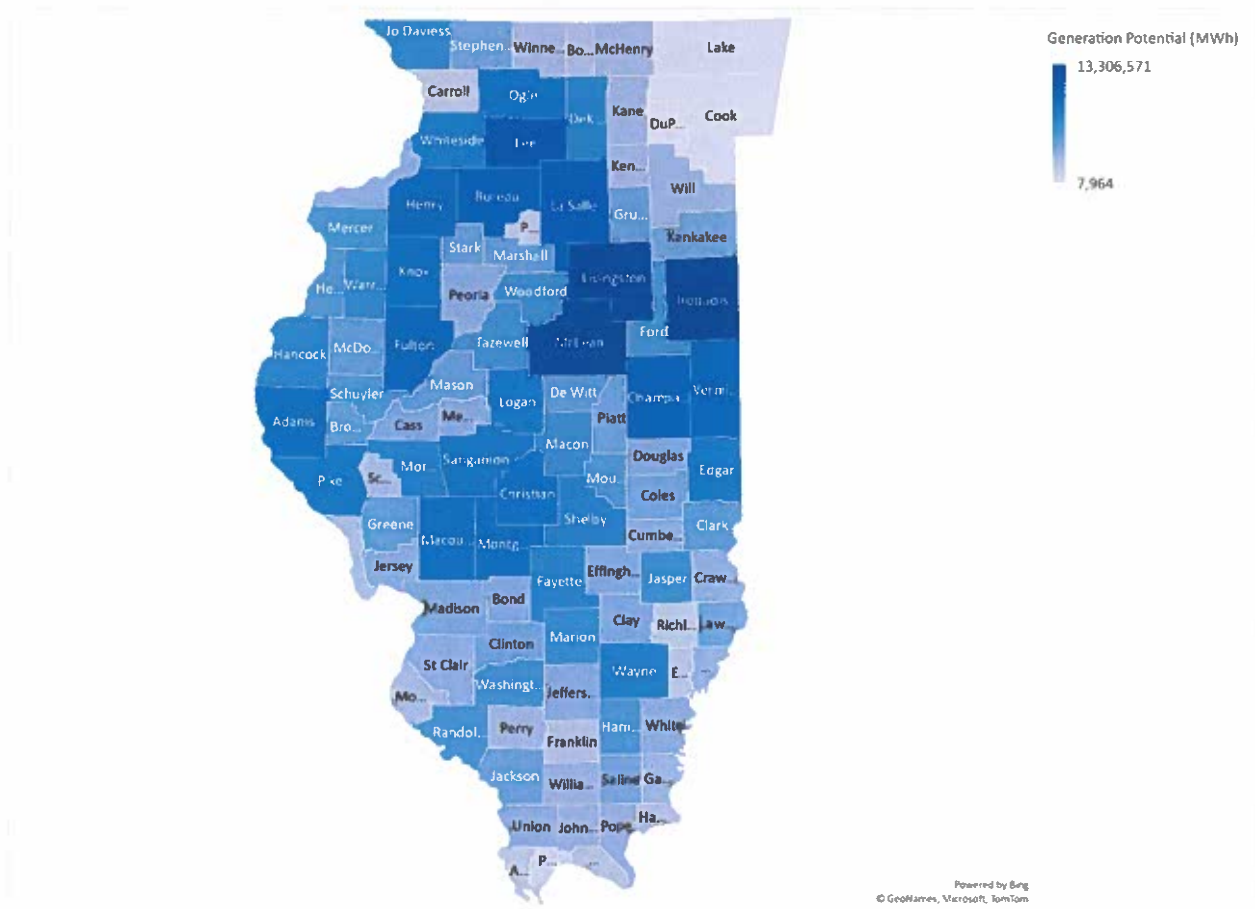 Generation Potential (MWh)
13,306,571
7,964
Jo Daviess
Stephen...
Winne...
Bo...
McHenry
Lake
Carroll
Ogle
Dek...
Kane
DuP...
Cook
Whiteside
Lee
Ken...
Will
Henry
Bureau
La Salle
Gru...
P...
Mercer
Kankakee
Stark
Marshall
Knox
Livingston
He...
Warr...
Peoria
Woodford
Iroquois
Hancock
McDo...
Fulton
Tazewell
McLean
Ford
Schuyler
Mason
De Witt
Champa...
Vermi...
Logan
Adams
Bro...
Cass
Me...
Piatt
Macon
Pike
Sc...
Mor...
Sangamon
Douglas
Edgar
Mou...
Christian
Coles
Greene
Shelby
Clark
Macou...
Montg...
Cumbe...
Jersey
Fayette
Effingh...
Jasper
Craw...
Madison
Bond
Clay
Richl...
Law...
Clinton
Marion
St Clair
Wayne
E...
...
Washingt...
Jeffers...
Mo...
Randol...
Perry
Franklin
Ham...
White
Jackson
Willia...
Saline
Ga...
Union
John...
Pope
Ha...
A...
P...
...
Powered by Bing
© GeoNames, Microsoft, TomTom